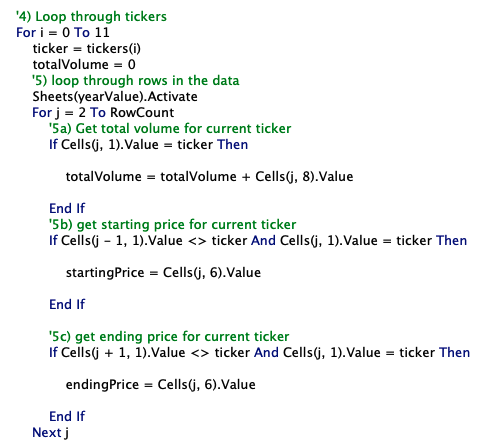 '4) Loop through tickers
For i = 0 To 11
ticker = tickers(i)
totalVolume = 0
'5) loop through rows in the data
Sheets(yearValue).Activate
For j = 2 To RowCount
'5a) Get total volume for current ticker
If Cells(j, 1).Value = ticker Then
totalVolume = totalVolume + Cells(j, 8).Value
End If
'5b) get starting price for current ticker
If Cells(j - 1, 1).Value <> ticker And Cells(j, 1).Value = ticker Then
startingPrice = Cells(j, 6).Value
End If
'5c) get ending price for current ticker
If Cells(j + 1, 1).Value <> ticker And Cells(j, 1).Value = ticker Then
endingPrice = Cells(j, 6).Value
End If
Next j